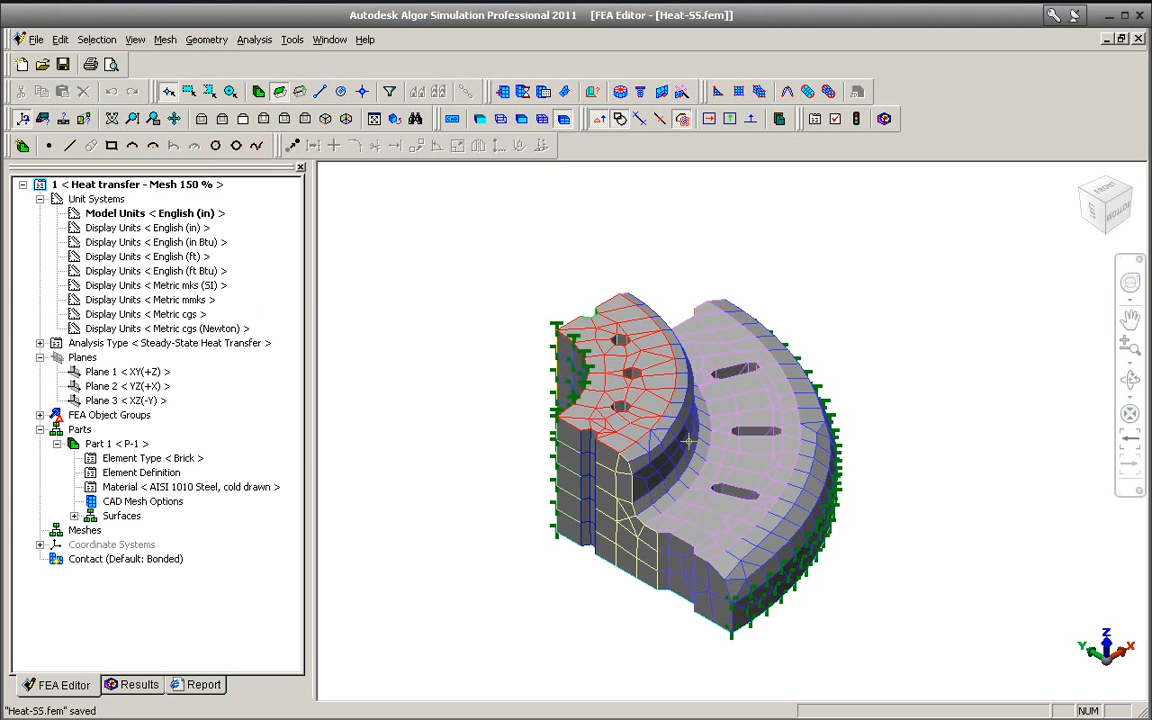 Autodesk Algor Simulation Professional 2011    [FEA Editor - [Heat-SS.fem]]
File Edit Selection View Mesh Geometry Analysis Tools Window Help
1 < Heat transfer - Mesh 150 % >
Unit Systems
Model Units < English (in) >
Display Units < English (in) >
Display Units < English (in Btu) >
Display Units < English (ft) >
Display Units < English (ft Btu) >
Display Units < Metric mks (SI) >
Display Units < Metric mmks >
Display Units < Metric cgs >
Display Units < Metric cgs (Newton) >
Analysis Type < Steady-State Heat Transfer >
Planes
Plane 1 < XY(+Z) >
Plane 2 < YZ(+X) >
Plane 3 < XZ(-Y) >
FEA Object Groups
Parts
Part 1 < P-1 >
Element Type < Brick >
Element Definition
Material < AISI 1010 Steel, cold drawn >
CAD Mesh Options
Surfaces
Meshes
Coordinate Systems
Contact (Default: Bonded)
FRONT
LEFT
BOTTOM
Z
Y
X
FEA Editor Results Report
"Heat-SS.fem" saved
NUM